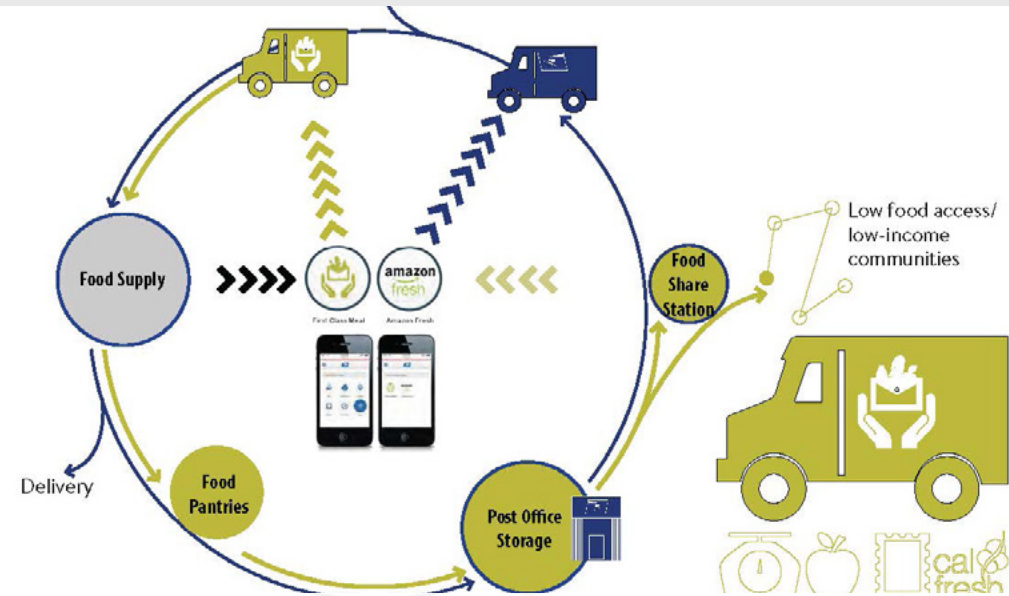 Food Supply
First Class Meal
amazon
fresh
Amazon Fresh
Food
Share
Station
Low food access/
low-income
communities
Delivery
Food
Pantries
Post Office
Storage
cal
fresh